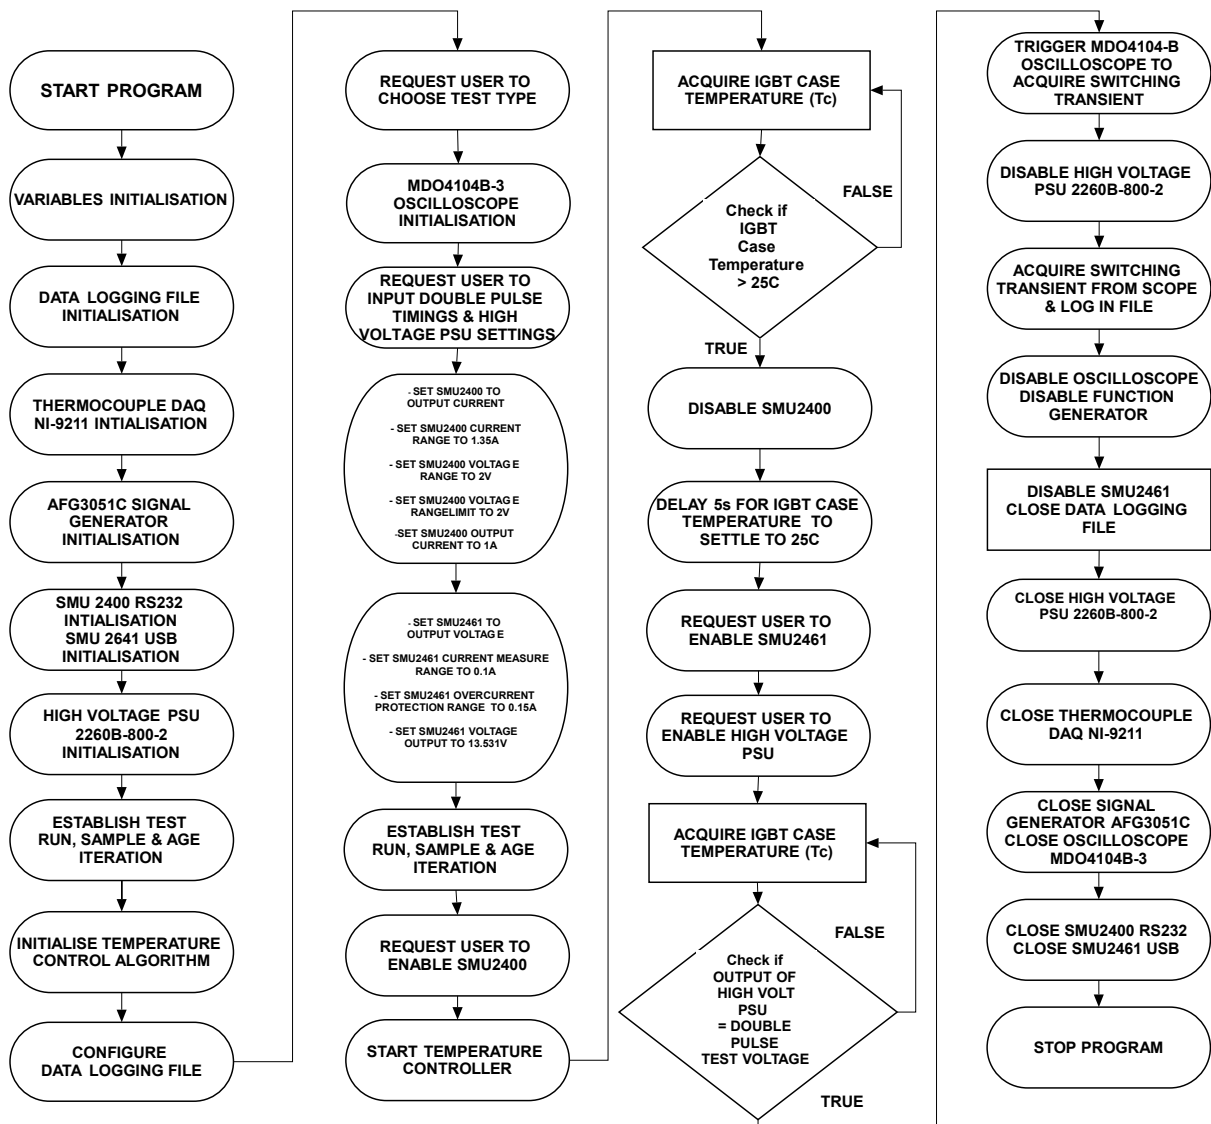 START PROGRAM
VARIABLES INITIALISATION
DATA LOGGING FILE
INITIALISATION
THERMOCOUPLE DAQ
NI-9211 INTIALISATION
AFG3051C SIGNAL
GENERATOR
INITIALISATION
SMU 2400 RS232
INTIALISATION
SMU 2641 USB
INITIALISATION
HIGH VOLTAGE PSU
2260B-800-2
INITIALISATION
ESTABLISH TEST
RUN, SAMPLE & AGE
ITERATION
INITIALISE TEMPERATURE
CONTROL ALGORITHM
CONFIGURE
DATA LOGGING FILE
REQUEST USER TO
CHOOSE TEST TYPE
MDO4104B-3
OSCILLOSCOPE
INITIALISATION
REQUEST USER TO
INPUT DOUBLE PULSE
TIMINGS & HIGH
VOLTAGE PSU SETTINGS
- SET SMU2400 TO
OUTPUT CURRENT
- SET SMU2400 CURRENT
RANGE TO 1.35A
- SET SMU2400 VOLTAGE
RANGE TO 2V
- SET SMU2400 VOLTAGE
RANGELIMIT TO 2V
-SET SMU2400 OUTPUT
CURRENT TO 1A
- SET SMU2461 TO
OUTPUT VOLTAGE
- SET SMU2461 CURRENT MEASURE
RANGE TO 0.1A
- SET SMU2461 OVERCURRENT
PROTECTION RANGE TO 0.15A
- SET SMU2461 VOLTAGE
OUTPUT TO 13.531V
ESTABLISH TEST
RUN, SAMPLE & AGE
ITERATION
REQUEST USER TO
ENABLE SMU2400
START TEMPERATURE
CONTROLLER
ACQUIRE IGBT CASE
TEMPERATURE (Tc)
FALSE
Check if
IGBT
Case
Temperature
> 25C
TRUE
DISABLE SMU2400
DELAY 5s FOR IGBT CASE
TEMPERATURE TO
SETTLE TO 25C
REQUEST USER TO
ENABLE SMU2461
REQUEST USER TO
ENABLE HIGH VOLTAGE
PSU
ACQUIRE IGBT CASE
TEMPERATURE (Tc)
FALSE
Check if
OUTPUT OF
HIGH VOLT
PSU
= DOUBLE
PULSE
TEST VOLTAGE
TRUE
TRIGGER MDO4104-B
OSCILLOSCOPE TO
ACQUIRE SWITCHING
TRANSIENT
DISABLE HIGH VOLTAGE
PSU 2260B-800-2
ACQUIRE SWITCHING
TRANSIENT FROM SCOPE
& LOG IN FILE
DISABLE OSCILLOSCOPE
DISABLE FUNCTION
GENERATOR
DISABLE SMU2461
CLOSE DATA LOGGING
FILE
CLOSE HIGH VOLTAGE
PSU 2260B-800-2
CLOSE THERMOCOUPLE
DAQ NI-9211
CLOSE SIGNAL
GENERATOR AFG3051C
CLOSE OSCILLOSCOPE
MDO4104B-3
CLOSE SMU2400 RS232
CLOSE SMU2461 USB
STOP PROGRAM